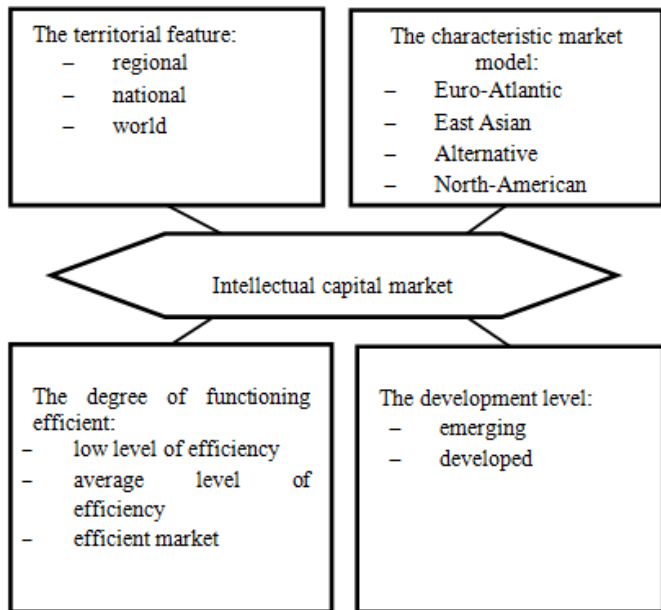 The territorial feature:
– regional
– national
– world
The characteristic market
model:
– Euro-Atlantic
– East Asian
– Alternative
– North-American
Intellectual capital market
The degree of functioning
efficient:
– low level of efficiency
– average level of
efficiency
– efficient market
The development level:
– emerging
– developed